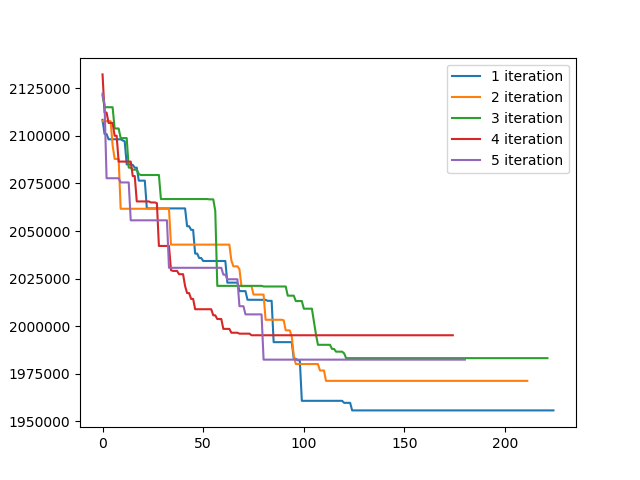 2125000
2100000
2075000
2050000
2025000
2000000
1975000
1950000
0 50 100 150 200
1 iteration
2 iteration
3 iteration
4 iteration
5 iteration